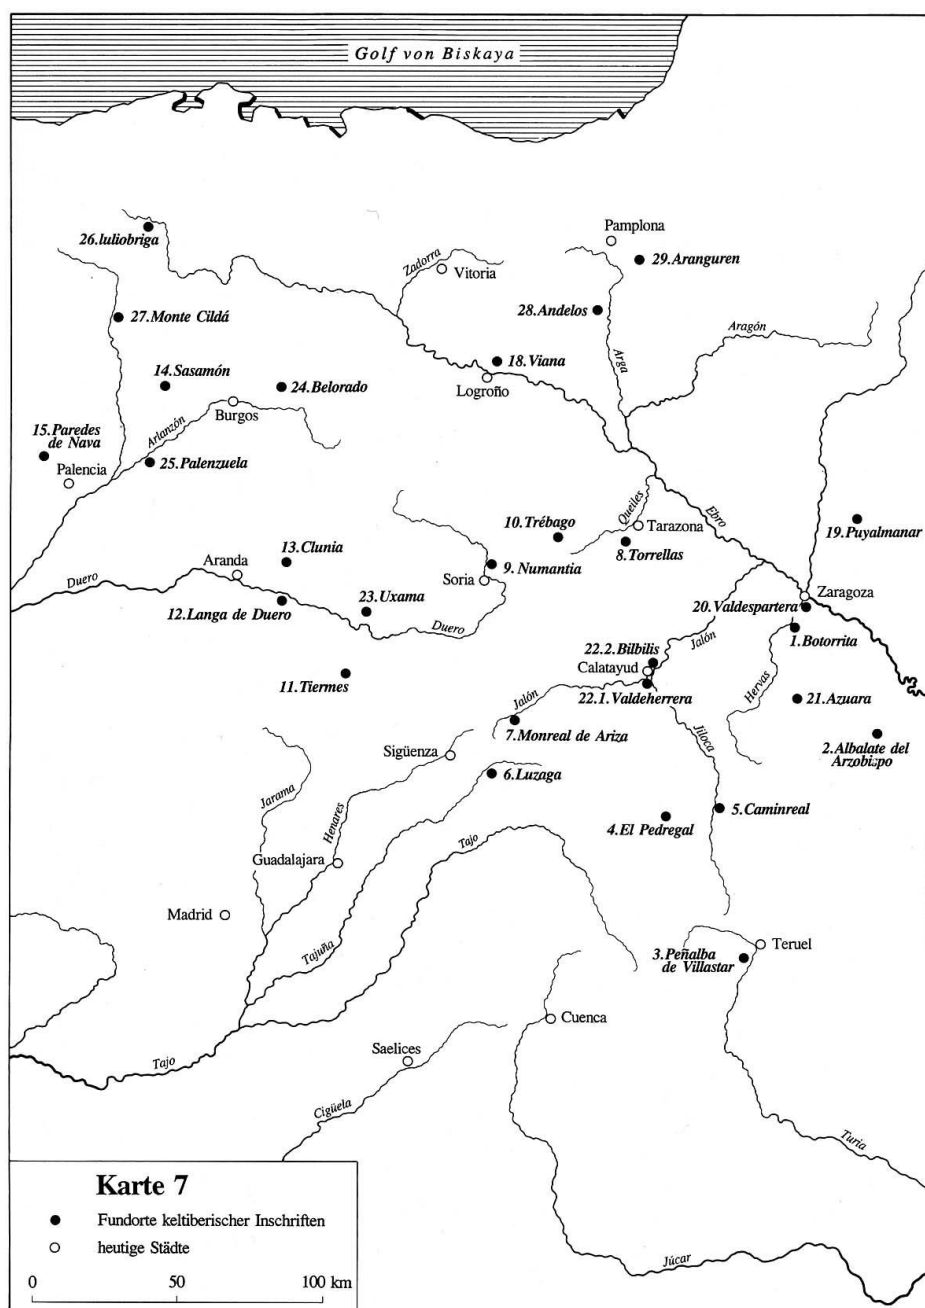 Golf von Biskaya
Pamplona
26.Iuliobriga
29.Aranguren
Zadorra
Vitoria
27.Monte Cildá
28.Andelos
Aragón
Arga
18.Viana
14.Sasamón
24.Belorado
Logroño
Burgos
15.Paredes
de Nava
Arlanzón
25.Palenzuela
Palencia
Queiles
Ebro
10.Trébago
Tarazona
19.Puyalmanar
8.Torrellas
13.Clunia
9.Numantia
Aranda
Soria
Duero
Zaragoza
23.Uxama
20.Valdespartera
12.Langa de Duero
Duero
1.Botorrita
Jalón
22.2.Bilbilis
Calatayud
11.Tiermes
22.1.Valdeherrera
Hervas
21.Azuara
Jalón
7.Monreal de Ariza
Jiloca
2.Albalate del
Arzobispo
Sigüenza
6.Luzaga
Jarama
Henares
5.Caminreal
4.El Pedregal
Tajo
Guadalajara
Madrid
Tajuña
Teruel
3.Peñalba
de Villastar
Cuenca
Saelices
Tajo
Cigüela
Turia
Júcar
Karte 7
Fundorte keltiberischer Inschriften
heutige Städte
0 50 100 km